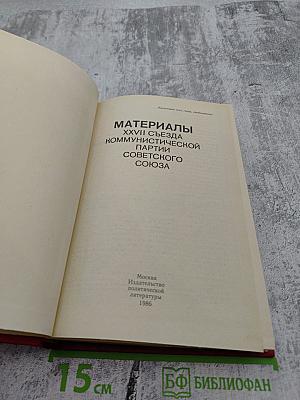 МАТЕРИАЛЫ
XXVII СЪЕЗДА
КОММУНИСТИЧЕСКОЙ
ПАРТИИ
СОВЕТСКОГО
СОЮЗА
Москва
Издательство
политической
литературы
1986
15 см
БФ БИБЛИОФАН